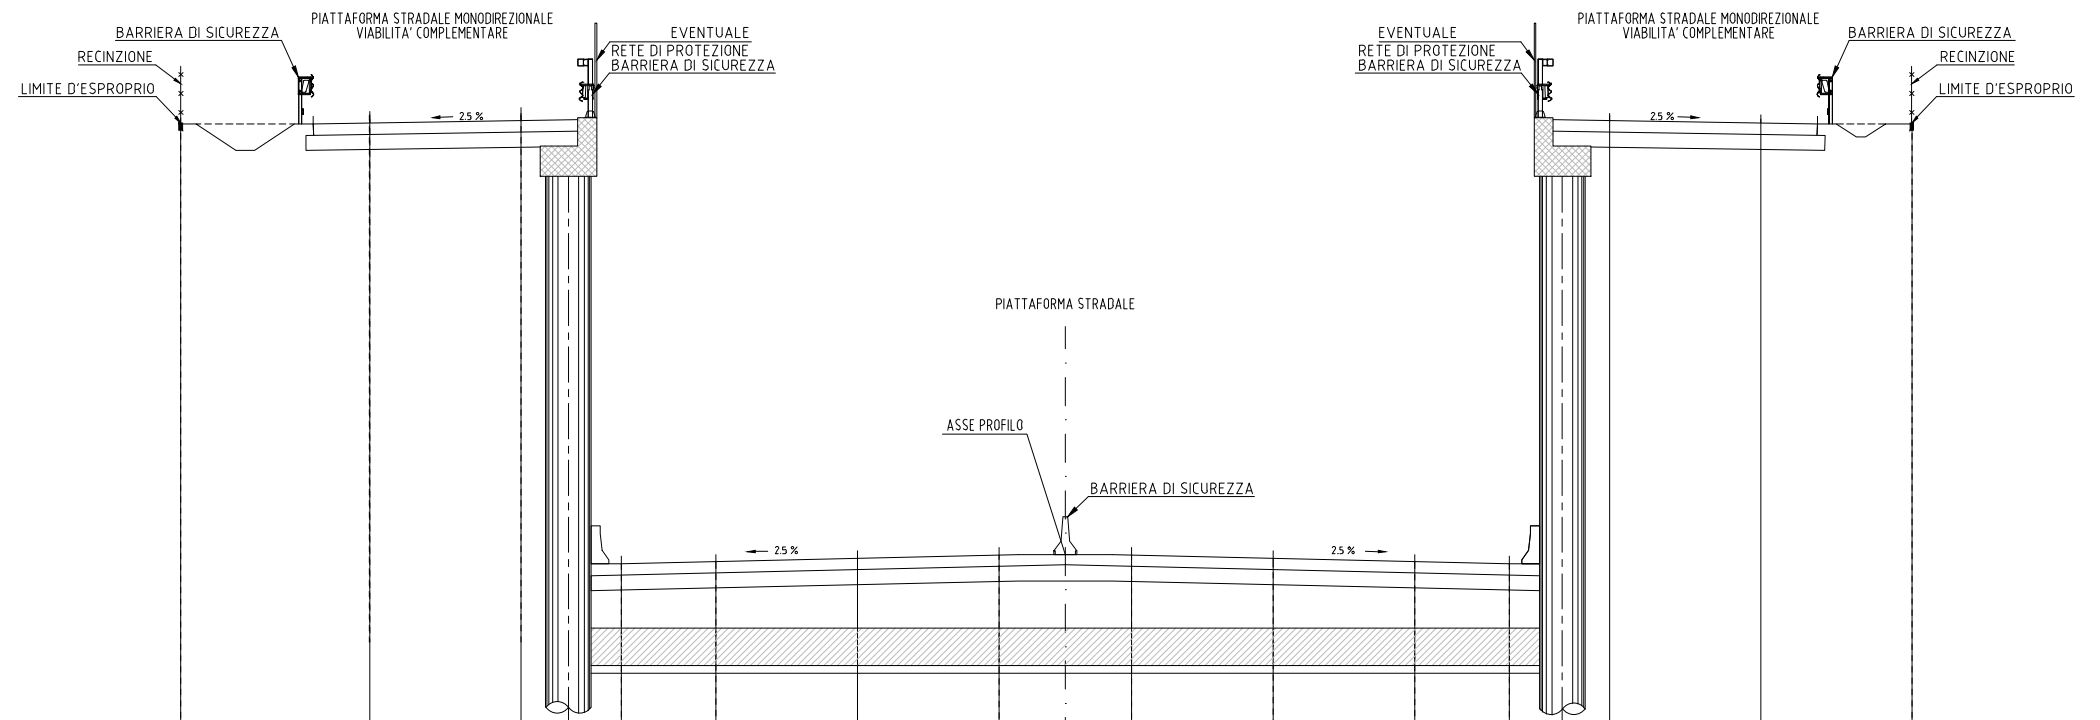 PIATTAFORMA STRADALE MONODIREZIONALE
VIABILITA' COMPLEMENTARE
BARRIERA DI SICUREZZA
RECINZIONE
LIMITE D'ESPROPRIO
EVENTUALE
RETE DI PROTEZIONE
BARRIERA DI SICUREZZA
2.5 %
EVENTUALE
RETE DI PROTEZIONE
BARRIERA DI SICUREZZA
PIATTAFORMA STRADALE MONODIREZIONALE
VIABILITA' COMPLEMENTARE
BARRIERA DI SICUREZZA
RECINZIONE
LIMITE D'ESPROPRIO
2.5 %
PIATTAFORMA STRADALE
ASSE PROFILO
BARRIERA DI SICUREZZA
2.5 %
2.5 %